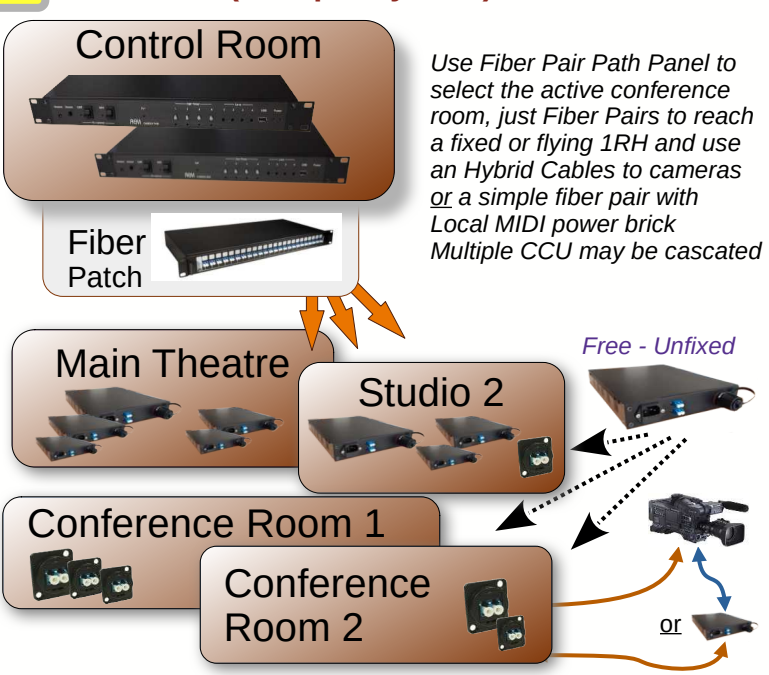 Control Room
Use Fiber Pair Path Panel to
select the active conference
room, just Fiber Pairs to reach
a fixed or flying 1RH and use
an Hybrid Cables to cameras
or a simple fiber pair with
Local MIDI power brick
Multiple CCU may be cascated
Fiber
Patch
Main Theatre
Free - Unfixed
Studio 2
Conference Room 1
Conference
Room 2
or